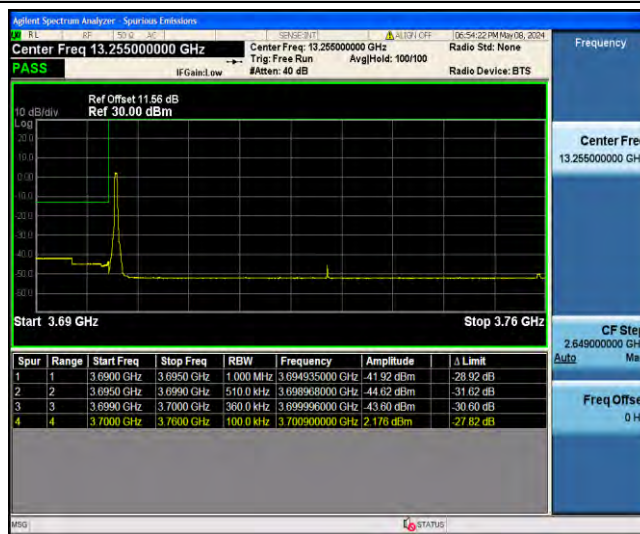 Agilent Spectrum Analyzer - Spurious Emissions
RL RF 50 Ω AC SENSE:INT ALIGN OFF 06:54:22 PM May 08, 2024
Center Freq 13.255000000 GHz Center Freq: 13.255000000 GHz Radio Std: None Frequency
Trig: Free Run Avg|Hold: 100/100
PASS IFGain:Low #Atten: 40 dB Radio Device: BTS
Ref Offset 11.56 dB
10 dB/div Ref 30.00 dBm
Log
20.0
10.0
0.00
-10.0
-20.0
-30.0
-40.0
-50.0
-60.0
Start 3.69 GHz Stop 3.76 GHz
Center Fre
13.255000000 GH
CF Ste
2.649000000 GH
Auto Ma
Freq Offse
0 H
Spur Range Start Freq Stop Freq RBW Frequency Amplitude Δ Limit
1 1 3.6900 GHz 3.6950 GHz 1.000 MHz 3.694935000 GHz -41.92 dBm -28.92 dB
2 2 3.6950 GHz 3.6990 GHz 510.0 kHz 3.698968000 GHz -44.62 dBm -31.62 dB
3 3 3.6990 GHz 3.7000 GHz 360.0 kHz 3.699996000 GHz -43.60 dBm -30.60 dB
4 4 3.7000 GHz 3.7600 GHz 100.0 kHz 3.700900000 GHz 2.176 dBm -27.82 dB
MSG STATUS